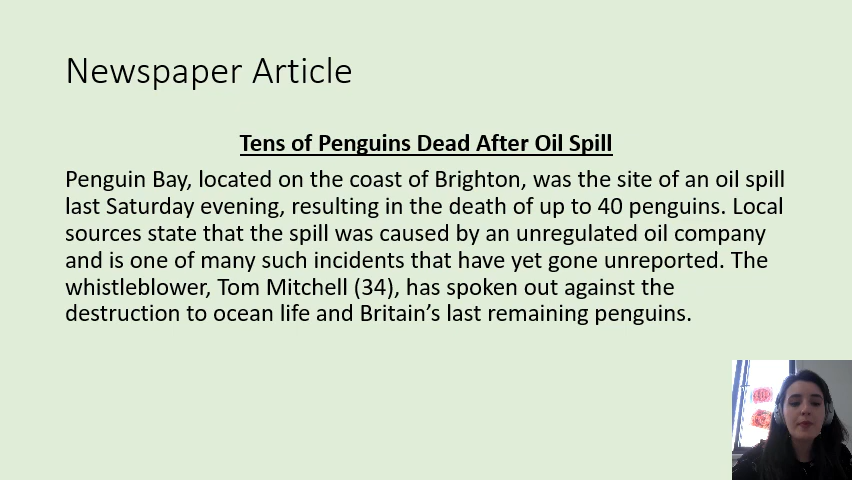 Newspaper Article
Tens of Penguins Dead After Oil Spill
Penguin Bay, located on the coast of Brighton, was the site of an oil spill
last Saturday evening, resulting in the death of up to 40 penguins. Local
sources state that the spill was caused by an unregulated oil company
and is one of many such incidents that have yet gone unreported. The
whistleblower, Tom Mitchell (34), has spoken out against the
destruction to ocean life and Britain’s last remaining penguins.